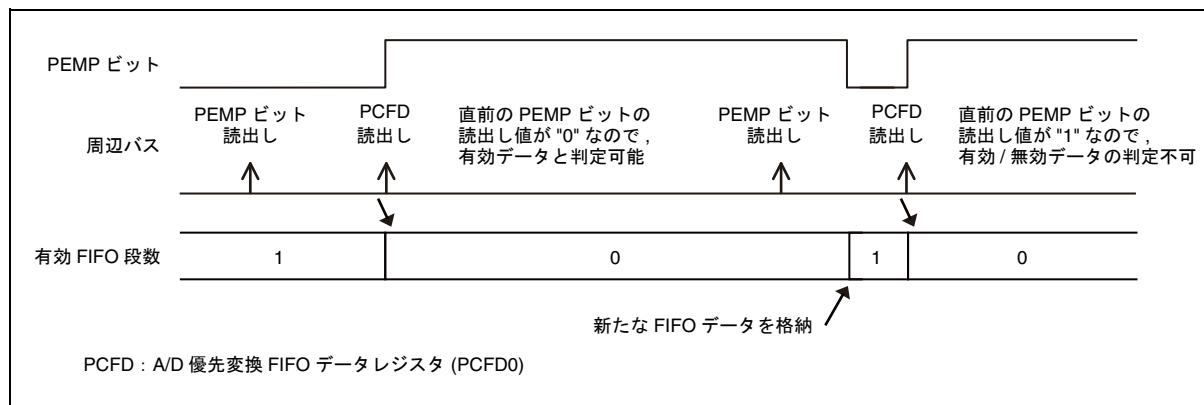 PEMP ビット
周辺バス
PEMP ビット
読出し
PCFD
読出し
直前の PEMP ビットの
読出し値が "0" なので ,
有効データと判定可能
PEMP ビット
読出し
PCFD
読出し
直前の PEMP ビットの
読出し値が "1" なので ,
有効 / 無効データの判定不可
有効 FIFO 段数
1
0
1
0
新たな FIFO データを格納
PCFD : A/D 優先変換 FIFO データレジスタ (PCFD0)